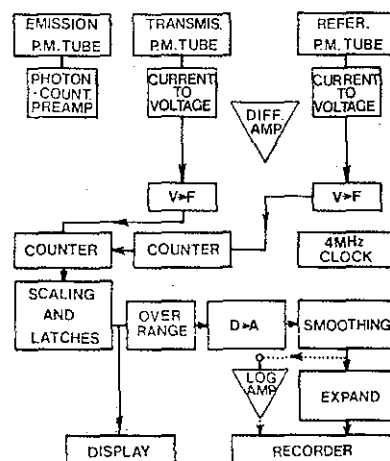 EMISSION
P.M. TUBE
TRANSMIS.
P.M. TUBE
REFER.
P.M. TUBE
PHOTON
-COUNT.
PREAMP
CURRENT
TO
VOLTAGE
DIFF.
AMP
CURRENT
TO
VOLTAGE
V➤F
V➤F
COUNTER
COUNTER
4MHz
CLOCK
SCALING
AND
LATCHES
OVER
RANGE
D➤A
SMOOTHING
LOG
AMP
EXPAND
DISPLAY
RECORDER